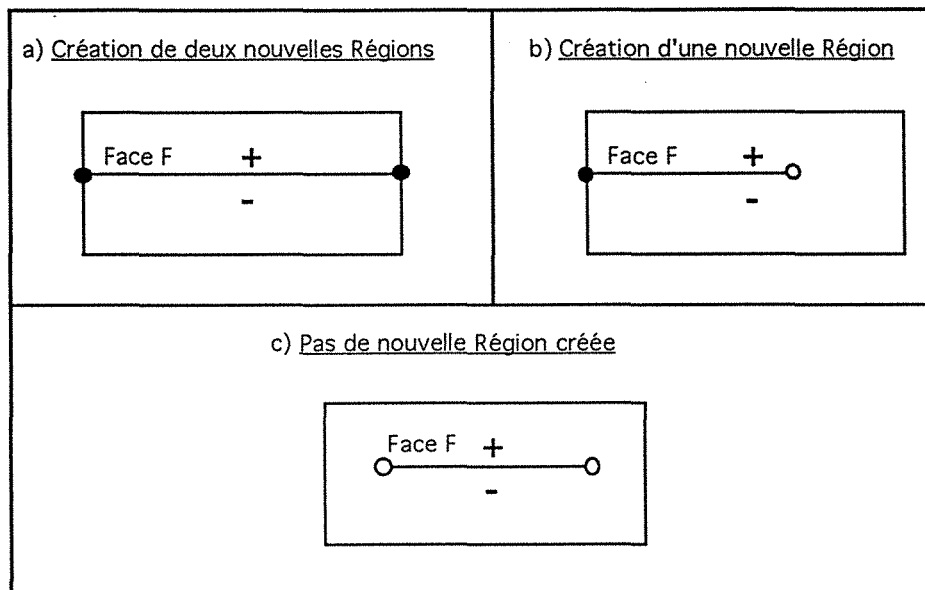 a) Création de deux nouvelles Régions
Face F +
-
b) Création d'une nouvelle Région
Face F +
-
c) Pas de nouvelle Région créée
Face F +
-